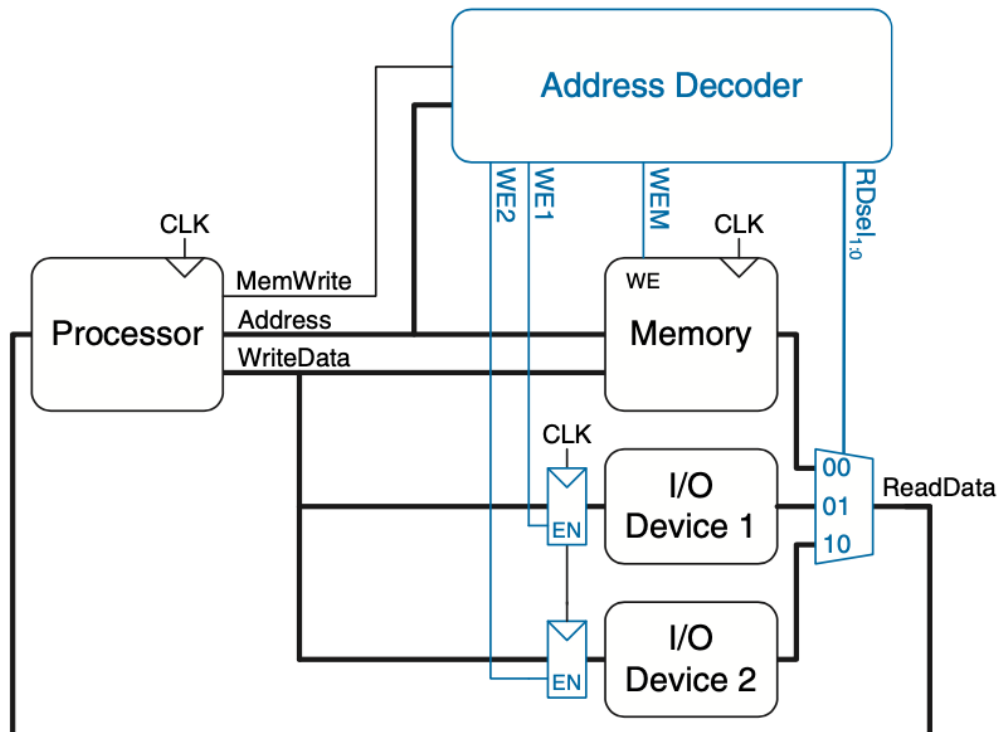 Address Decoder
WE2
WE1
WEM
RDsel1:0
CLK
CLK
MemWrite
WE
Processor
Address
Memory
WriteData
CLK
00
I/O
Device 1
ReadData
01
EN
10
I/O
Device 2
EN